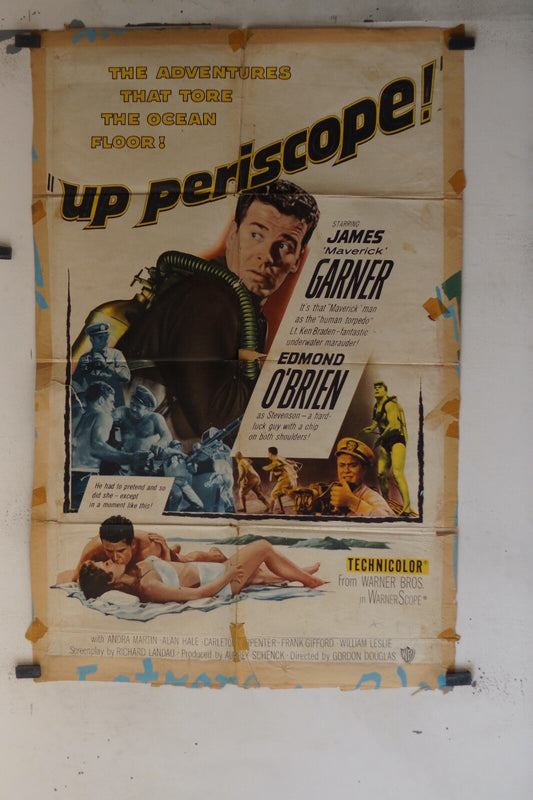 THE ADVENTURES
THAT TORE
THE OCEAN
FLOOR!
"up periscope!
STARRING
JAMES
'Maverick'
GARNER
It's that "Maverick" man
as the "human torpedo"
Lt. Ken Braden-fantastic
underwater marauder!
EDMOND
O'BRIEN
as Stevenson-a hard-
luck guy with a chip
on both shoulders!
He had to pretend and so
did she - except
in a moment like this!
TECHNICOLOR®
From WARNER BROS.
in WARNERSCOPE®
with ANDRA MARTIN · ALAN HALE · CARLETON CARPENTER · FRANK GIFFORD · WILLIAM LESLIE
Screenplay by RICHARD LANDAU · Produced by AUBREY SCHENCK · Directed by GORDON DOUGLAS
WB